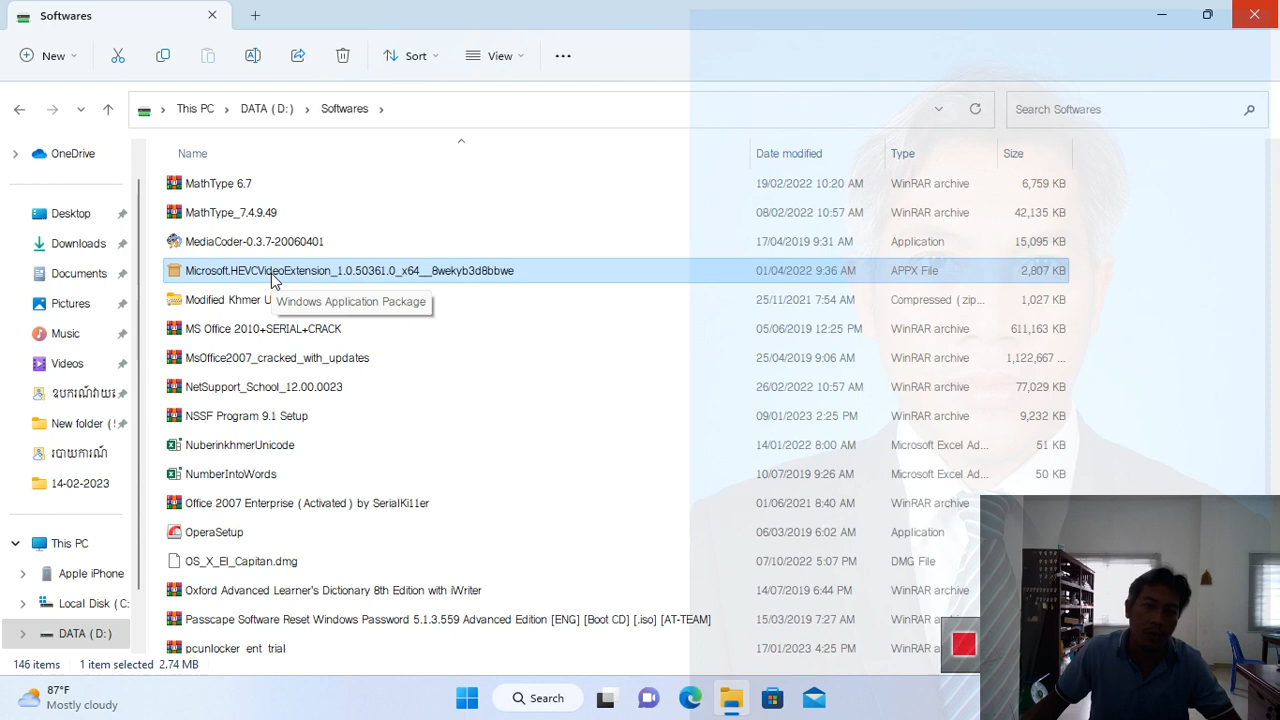 Softwares
New
Sort
View
This PC
DATA (D:)
Softwares
Search Softwares
Name
Date modified
Type
Size
OneDrive
Desktop
Downloads
Documents
Pictures
Music
Videos
New folder (
របាយការណ៍
14-02-2023
This PC
Apple iPhone
Local Disk (C:
DATA (D:)
MathType 6.7 19/02/2022 10:20 AM WinRAR archive 6,759 KB
MathType_7.4.9.49 08/02/2022 10:57 AM WinRAR archive 42,135 KB
MediaCoder-0.3.7-20060401 17/04/2019 9:31 AM Application 15,095 KB
Microsoft.HEVCVideoExtension_1.0.50361.0_x64__8wekyb3d8bbwe 01/04/2022 9:36 AM APPX File 2,807 KB
Modified Khmer U 25/11/2021 7:54 AM Compressed (zip... 1,027 KB
Windows Application Package
MS Office 2010+SERIAL+CRACK 05/06/2019 12:25 PM WinRAR archive 611,163 KB
MsOffice2007_cracked_with_updates 25/04/2019 9:06 AM WinRAR archive 1,122,667 ...
NetSupport_School_12.00.0023 26/02/2022 10:57 AM WinRAR archive 77,029 KB
NSSF Program 9.1 Setup 09/01/2023 2:25 PM WinRAR archive 9,232 KB
NuberinkhmerUnicode 14/01/2022 8:00 AM Microsoft Excel Ad... 51 KB
NumberIntoWords 10/07/2019 9:26 AM Microsoft Excel Ad... 50 KB
Office 2007 Enterprise (Activated) by SerialKi11er 01/06/2021 8:40 AM WinRAR archive
OperaSetup 06/03/2019 6:02 AM Application
OS_X_El_Capitan.dmg 07/10/2022 5:07 PM DMG File
Oxford Advanced Learner's Dictionary 8th Edition with iWriter 14/07/2019 6:44 PM WinRAR archive
Passcape Software Reset Windows Password 5.1.3.559 Advanced Edition [ENG] [Boot CD] [.iso] [AT-TEAM] 15/03/2019 7:27 AM WinRAR
pcunlocker_ent_trial 17/01/2023 4:25 PM WinRAR
146 items 1 item selected 2.74 MB
87°F
Mostly cloudy
Search